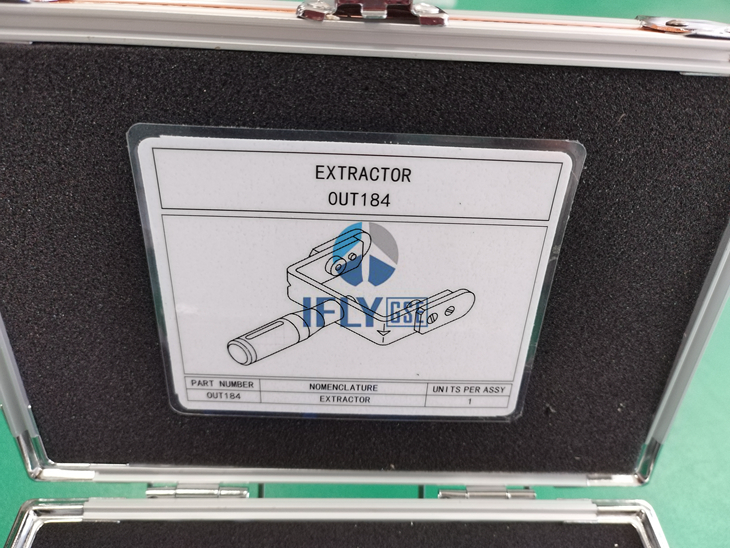 EXTRACTOR
OUT184
IFLY GSE
PART NUMBER NOMENCLATURE UNITS PER ASSY
OUT184 EXTRACTOR 1